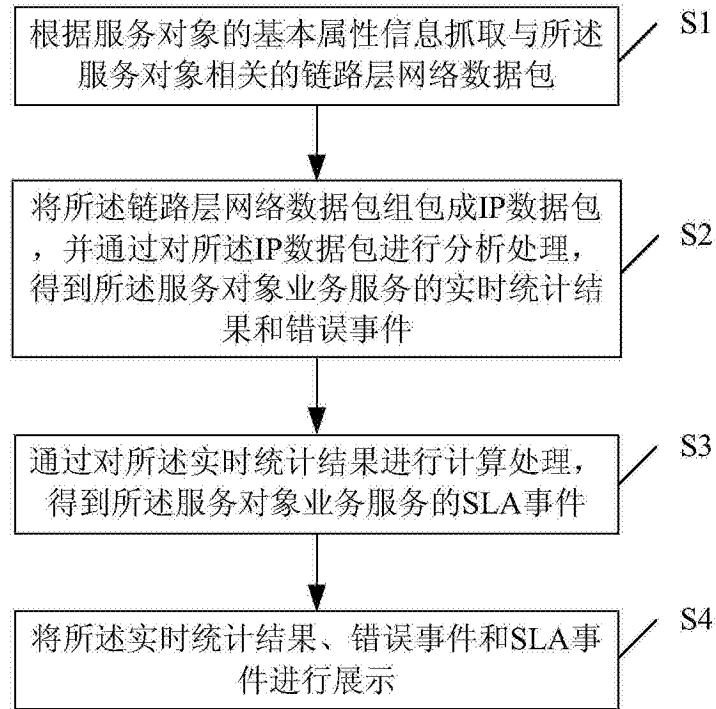 根据服务对象的基本属性信息抓取与所述
服务对象相关的链路层网络数据包
S1
将所述链路层网络数据包组包成IP数据包
，并通过对所述IP数据包进行分析处理，
得到所述服务对象业务服务的实时统计结
果和错误事件
S2
通过对所述实时统计结果进行计算处理，
得到所述服务对象业务服务的SLA事件
S3
将所述实时统计结果、错误事件和SLA事
件进行展示
S4